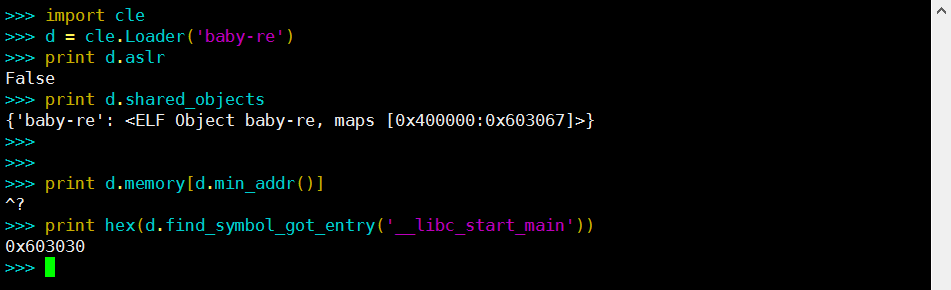 >>> import cle
>>> d = cle.Loader('baby-re')
>>> print d.aslr
False
>>> print d.shared_objects
{'baby-re': <ELF Object baby-re, maps [0x400000:0x603067]>}
>>>
>>>
>>> print d.memory[d.min_addr()]
^?
>>> print hex(d.find_symbol_got_entry('__libc_start_main'))
0x603030
>>>